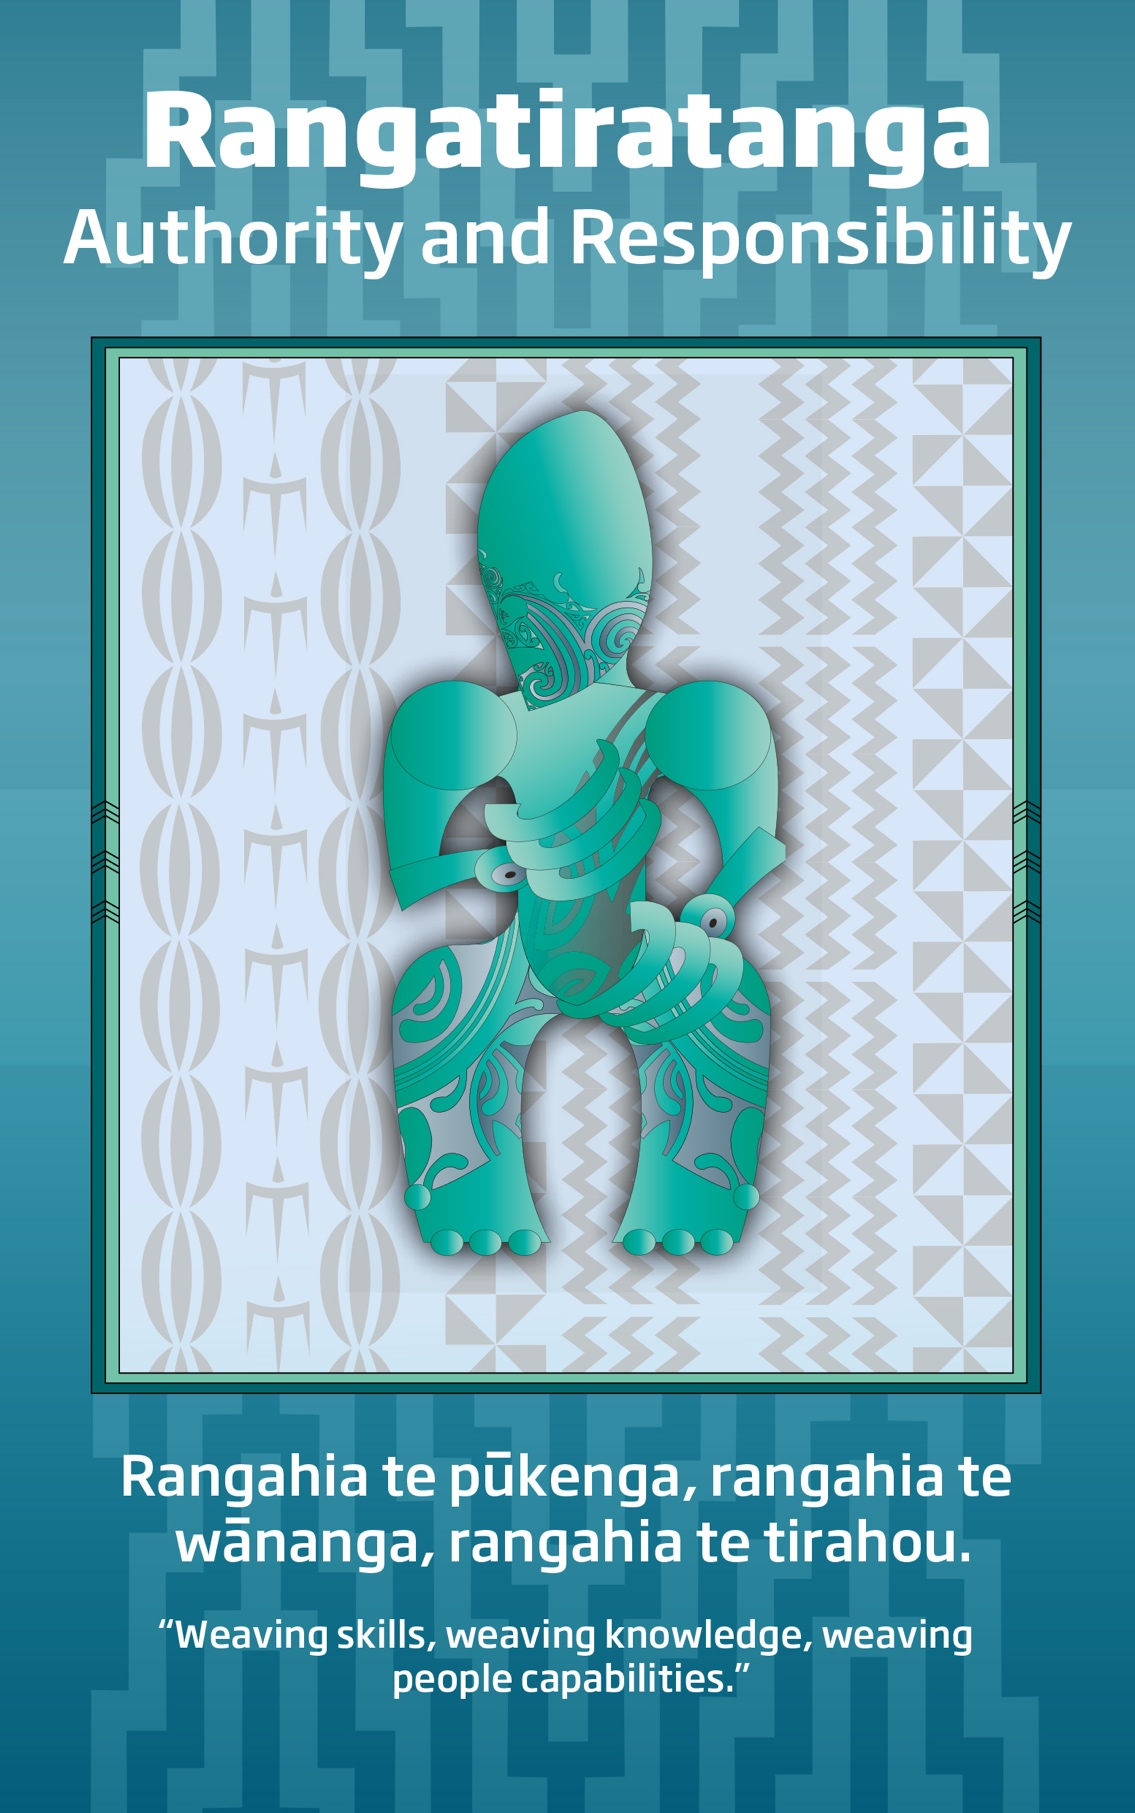 Rangatiratanga
Authority and Responsibility
Rangahia te pūkenga, rangahia te
wānanga, rangahia te tirahou.
“Weaving skills, weaving knowledge, weaving
people capabilities.”